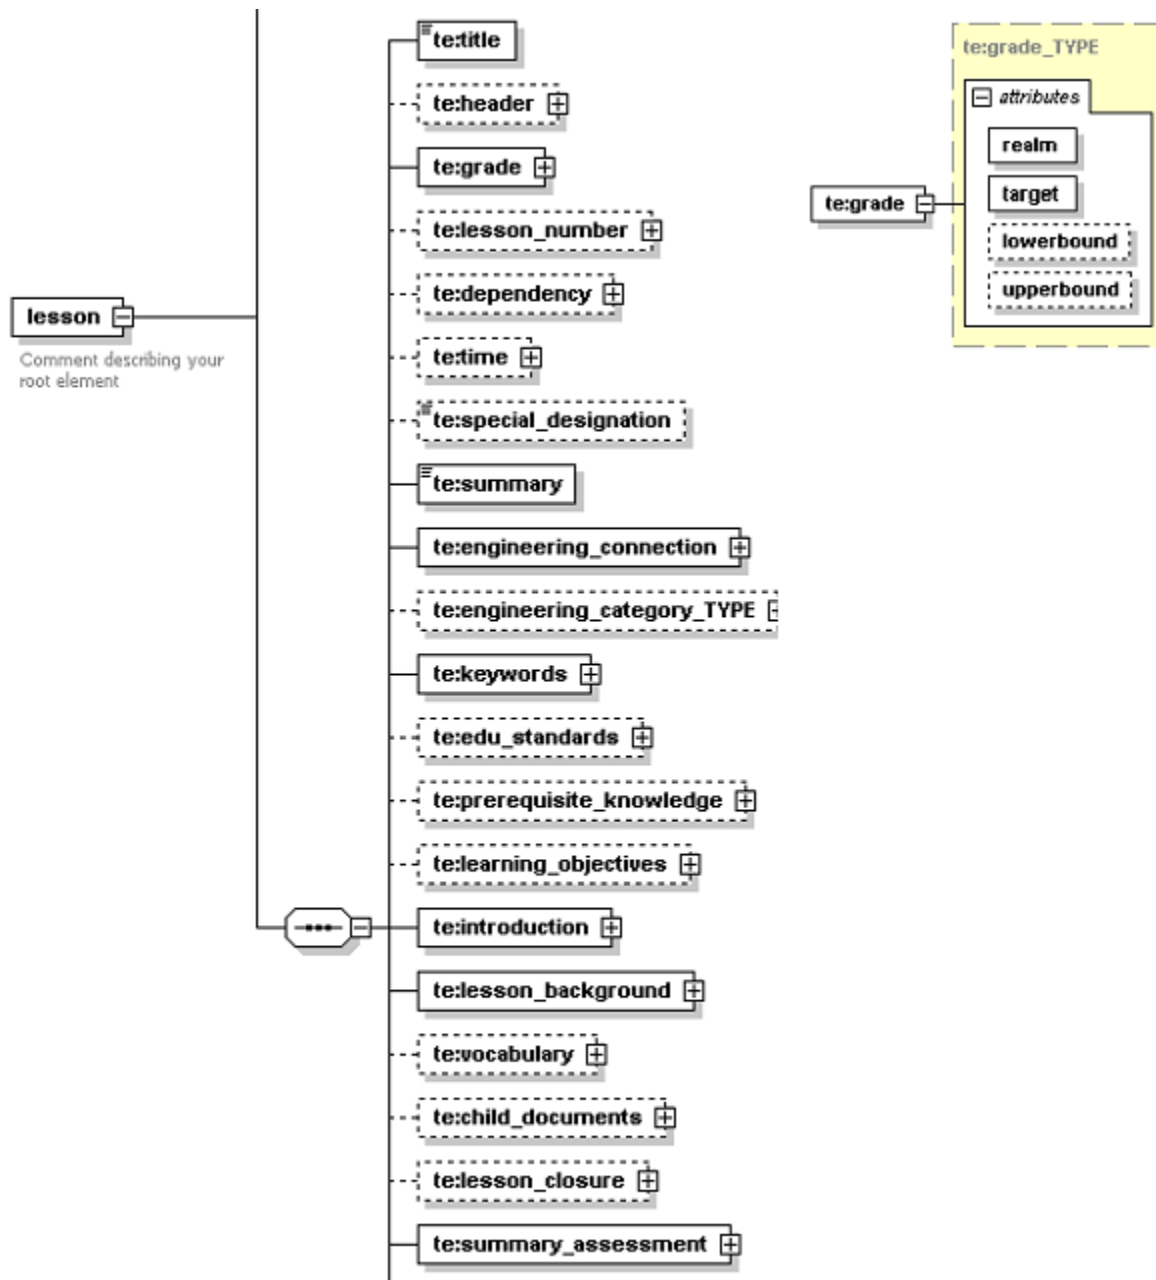 te:title
te:header
te:grade
te:lesson_number
te:dependency
te:time
te:special_designation
te:summary
te:engineering_connection
te:engineering_category_TYPE
te:keywords
te:edu_standards
te:prerequisite_knowledge
te:learning_objectives
te:introduction
te:lesson_background
te:vocabulary
te:child_documents
te:lesson_closure
te:summary_assessment
lesson
Comment describing your
root element
te:grade_TYPE
attributes
realm
target
lowerbound
upperbound
te:grade